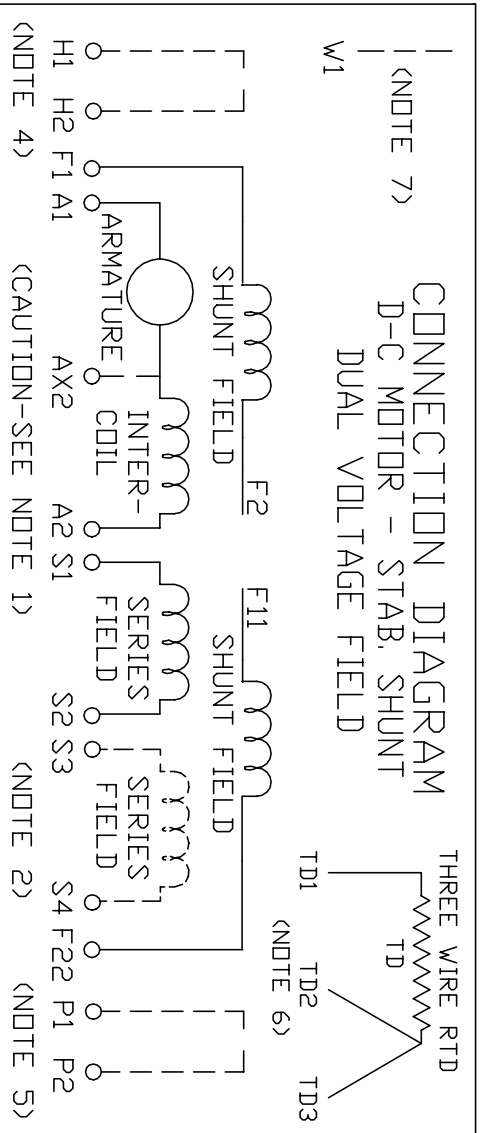 CONNECTION DIAGRAM
D-C MOTOR - STAB. SHUNT
DUAL VOLTAGE FIELD
W1
(NOTE 7)
THREE WIRE RTD
TD
TD1 TD2 TD3
(NOTE 6)
F2 F11
SHUNT FIELD SHUNT FIELD
ARMATURE
INTER-
COIL
SERIES
FIELD
SERIES
FIELD
H1 H2 F1 A1 AX2 A2 S1 S2 S3 S4 F22 P1 P2
(NOTE 4) (CAUTION-SEE NOTE 1) (NOTE 2) (NOTE 5)